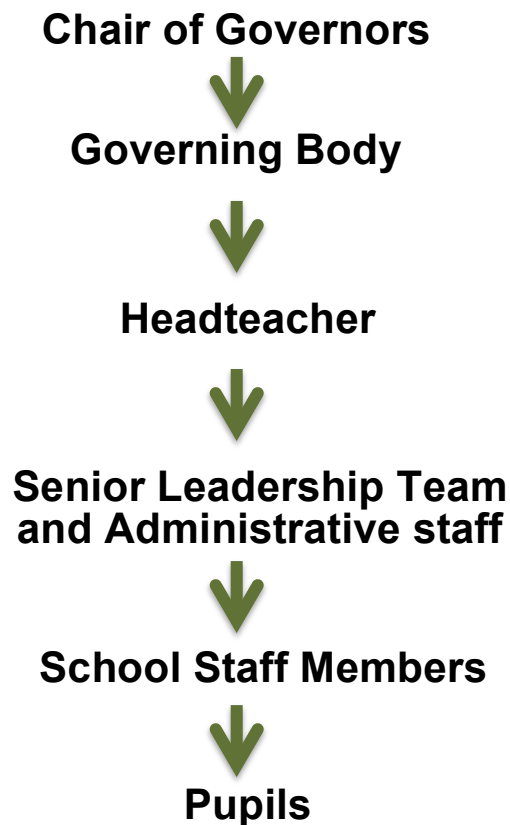 Chair of Governors
Governing Body
Headteacher
Senior Leadership Team
and Administrative staff
School Staff Members
Pupils